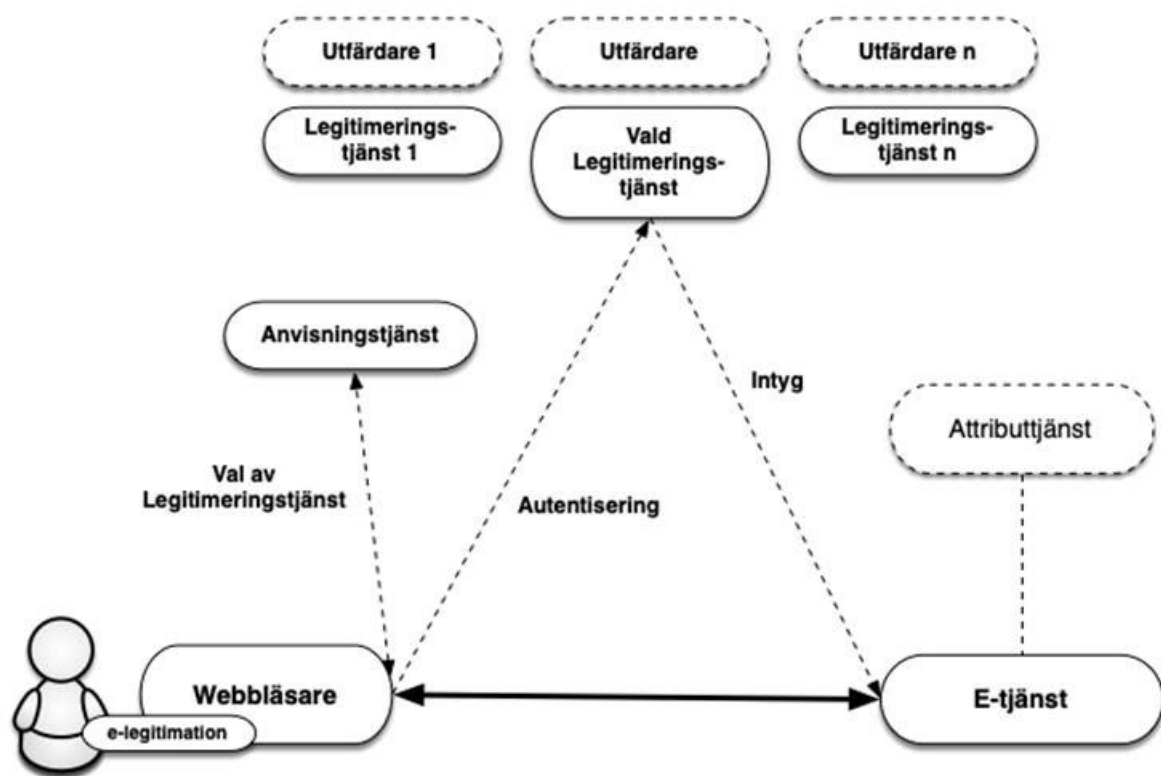 Utfärdare 1
Utfärdare
Utfärdare n
Legitimerings-
tjänst 1
Vald
Legitimerings-
tjänst
Legitimerings-
tjänst n
Anvisningstjänst
Intyg
Attributtjänst
Val av
Legitimeringstjänst
Autentisering
Webbläsare
e-legitimation
E-tjänst